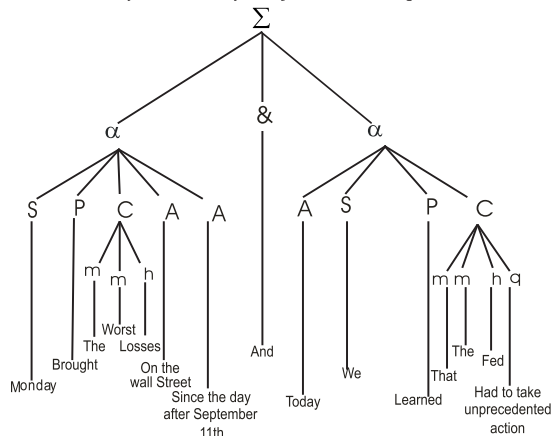 Σ
α & α
S P C A A A S P C
m m h m m h q
Worst
The Losses And The
Brought On the Fed
wall Street We That
Monday Since the day Today Learned Had to take
after September unprecedented
11th action